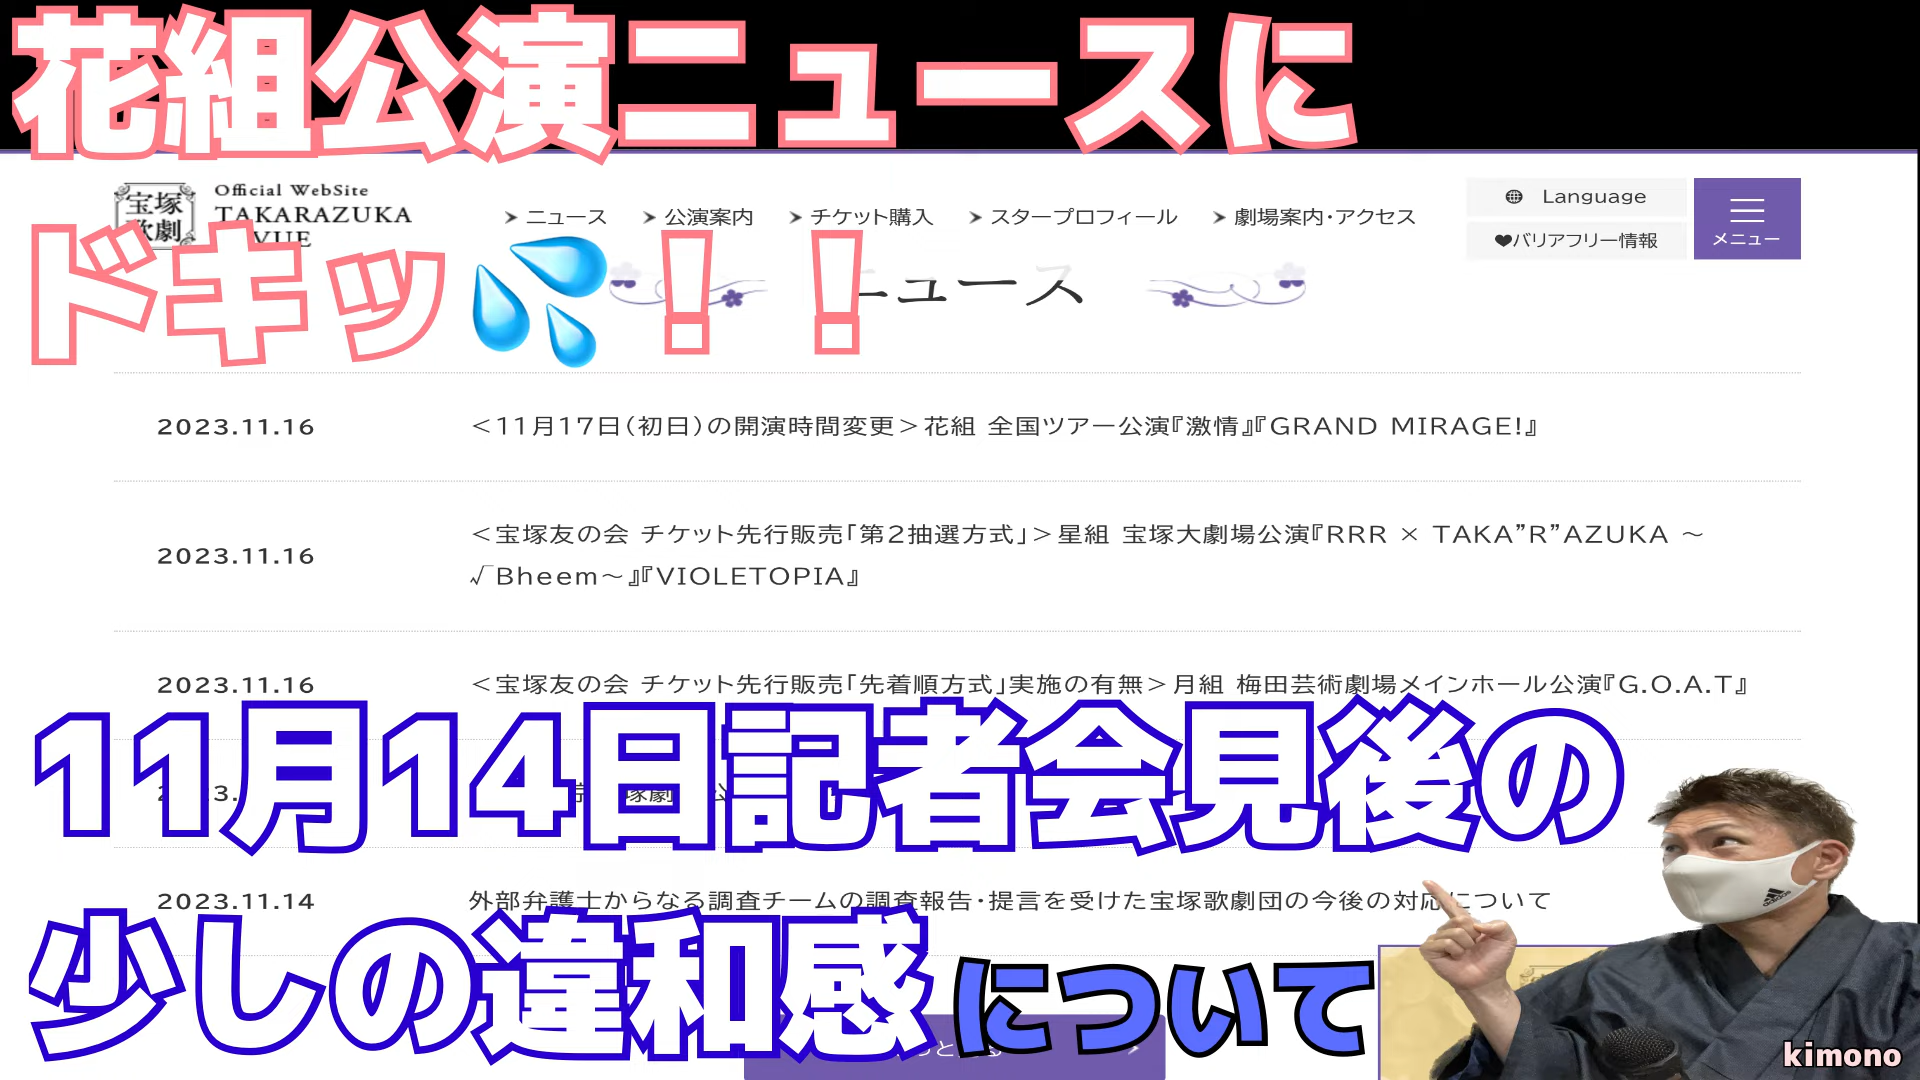 花組公演ニュースに
宝塚
歌劇
Official WebSite
TAKARAZUKA
VUE
ニュース
公演案内
チケット購入
スタープロフィール
劇場案内・アクセス
Language
バリアフリー情報
メニュー
ドキッ💦！！
ニュース
2023.11.16
＜11月17日（初日）の開演時間変更＞花組 全国ツアー公演『激情』『GRAND MIRAGE!』
2023.11.16
＜宝塚友の会 チケット先行販売「第2抽選方式」＞星組 宝塚大劇場公演『RRR × TAKA”R”AZUKA ～
√Bheem～』『VIOLETOPIA』
2023.11.16
＜宝塚友の会 チケット先行販売「先着順方式」実施の有無＞月組 梅田芸術劇場メインホール公演『G.O.A.T』
11月14日記者会見後の
2023.11.14
外部弁護士からなる調査チームの調査報告・提言を受けた宝塚歌劇団の今後の対応について
少しの違和感について
adidas
kimono